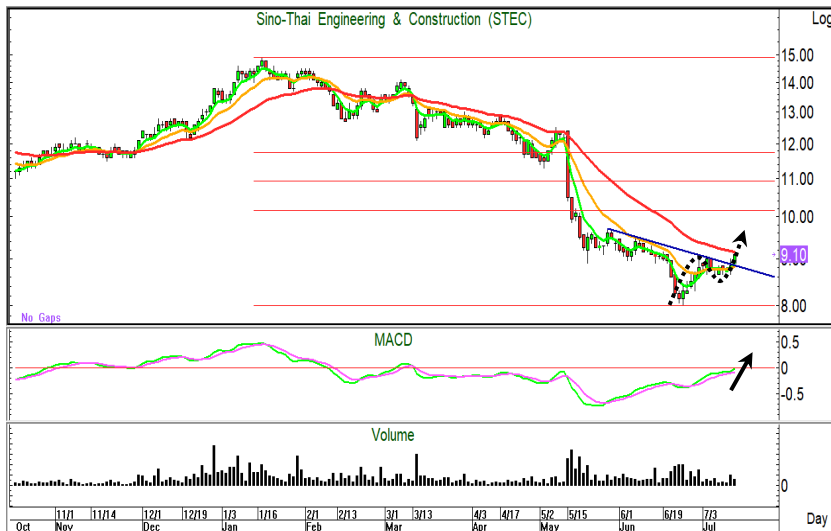 Sino-Thai Engineering & Construction (STEC)
Log
15.00
14.00
13.00
12.00
11.00
10.00
9.10
8.00
No Gaps
MACD
0.5
0
-0.5
Volume
0
11/1 11/14 12/1 12/19 1/3 1/16 2/1 2/13 3/1 3/13 4/3 4/17 5/2 5/15 6/1 6/19 7/3
Oct Nov Dec Jan Feb Mar Apr May Jun Jul
Day